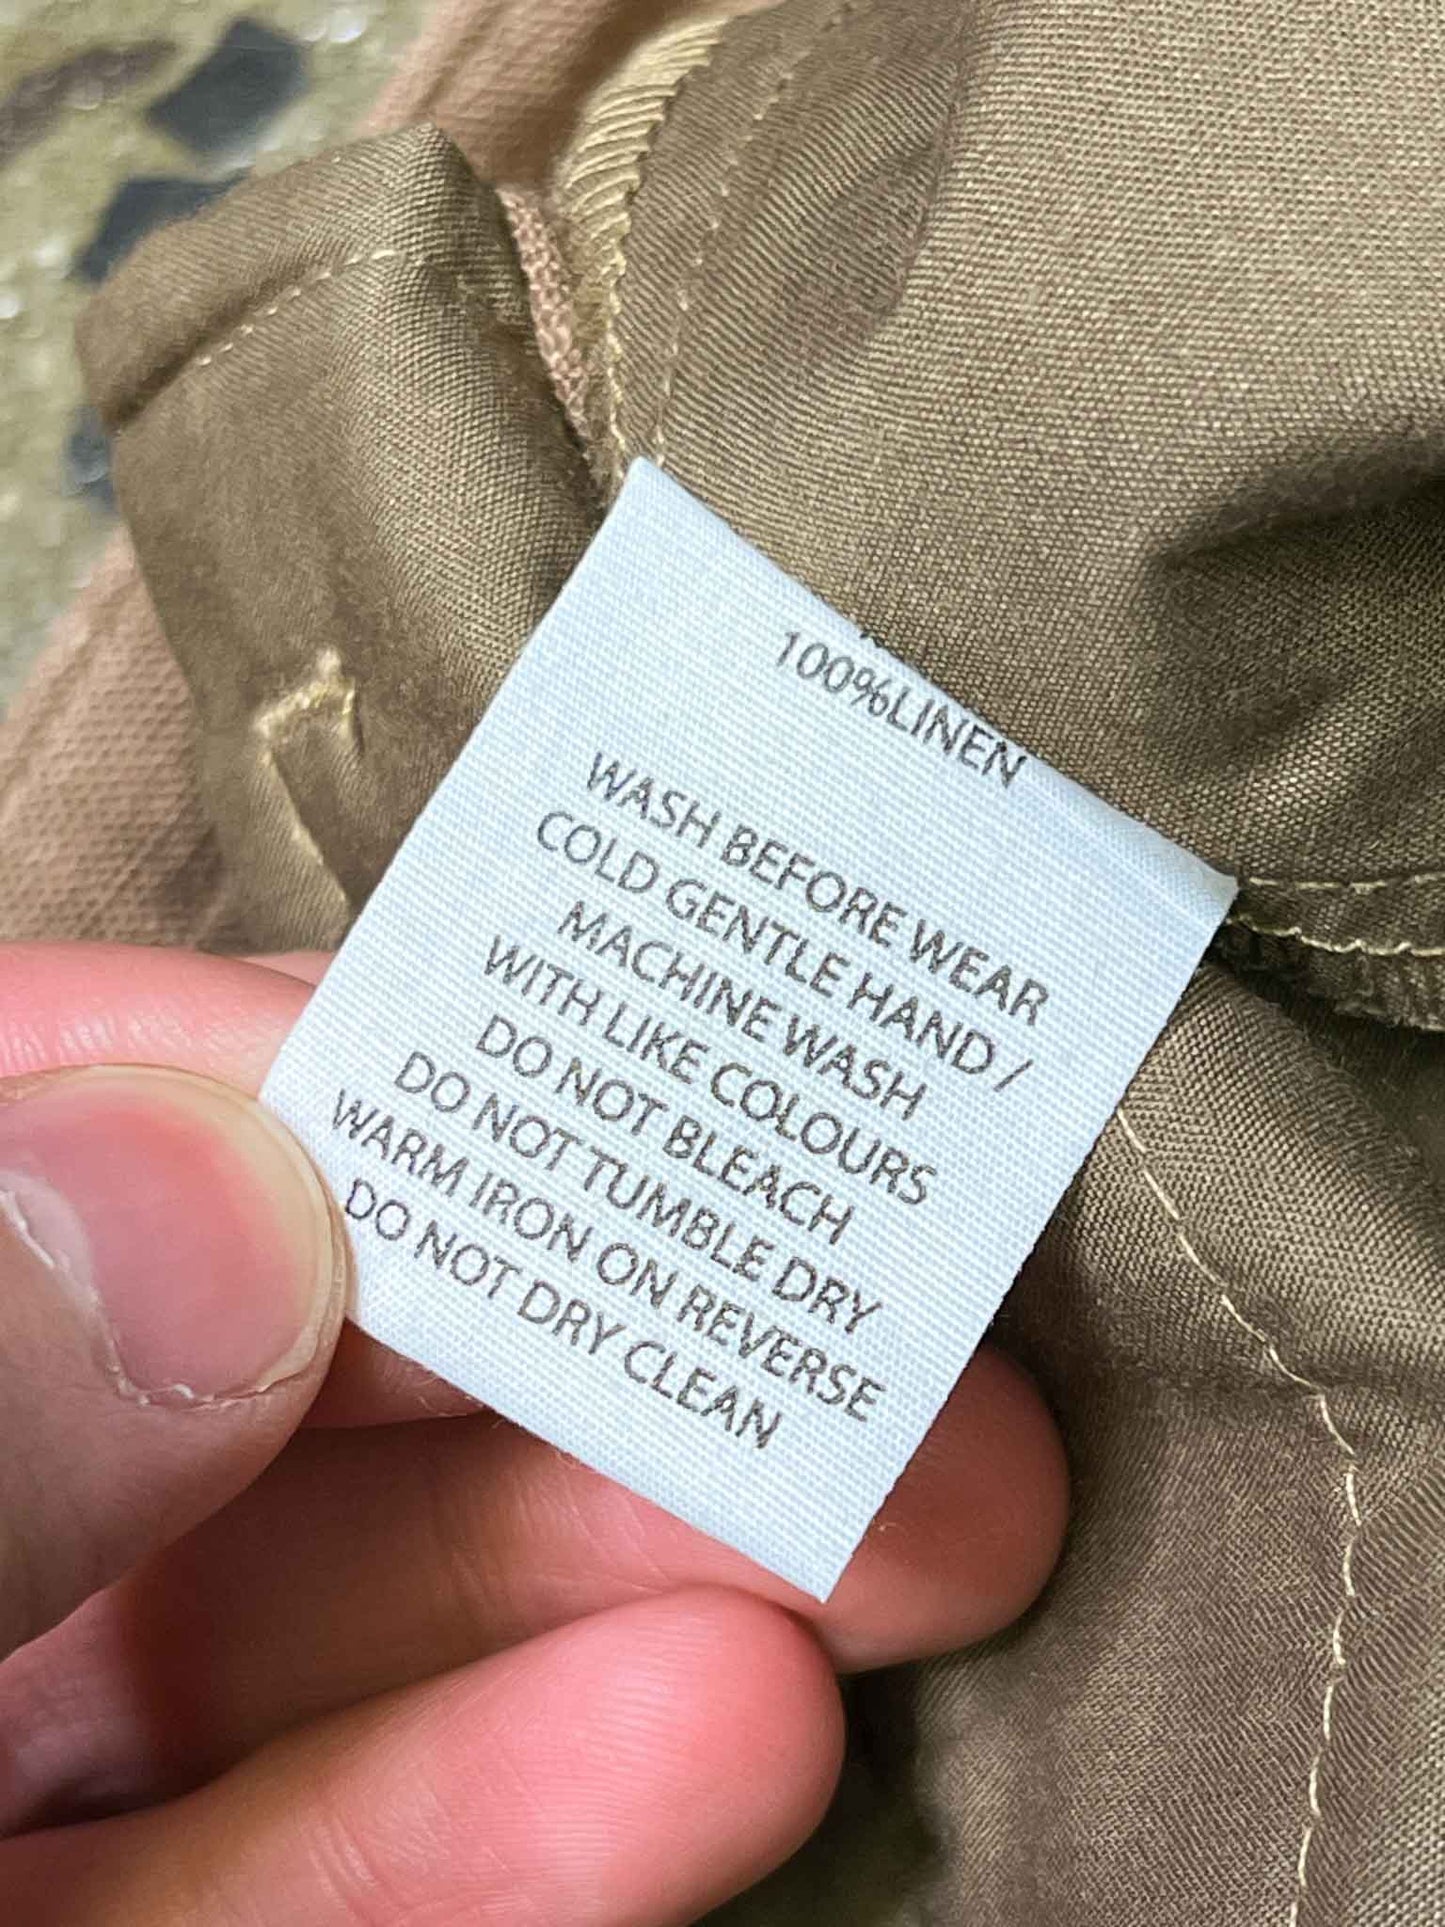 100%LINEN
WASH BEFORE WEAR
COLD GENTLE HAND /
MACHINE WASH
WITH LIKE COLOURS
DO NOT BLEACH
DO NOT TUMBLE DRY
WARM IRON ON REVERSE
DO NOT DRY CLEAN